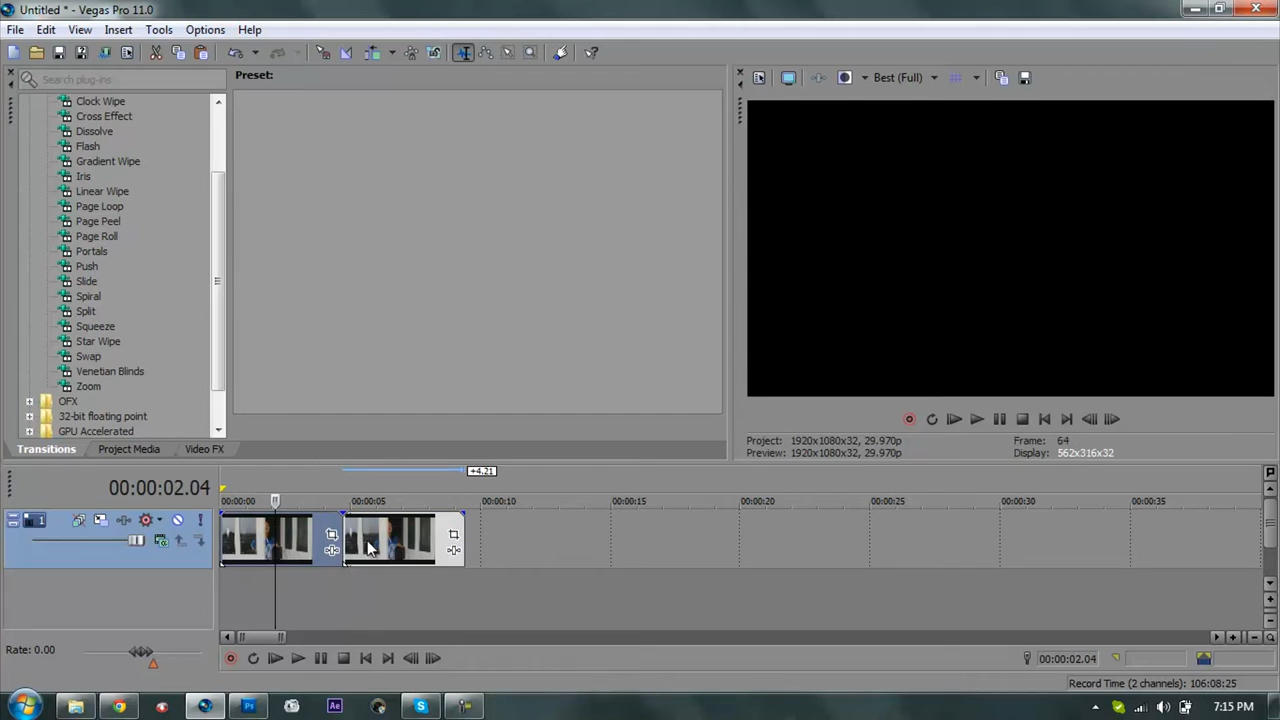 Untitled * - Vegas Pro 11.0
File Edit View Insert Tools Options Help
Search plug-ins
Preset:
Best (Full)
Clock Wipe
Cross Effect
Dissolve
Flash
Gradient Wipe
Iris
Linear Wipe
Page Loop
Page Peel
Page Roll
Portals
Push
Slide
Spiral
Split
Squeeze
Star Wipe
Swap
Venetian Blinds
Zoom
OFX
32-bit floating point
GPU Accelerated
Transitions Project Media Video FX
Project: 1920x1080x32, 29.970p Frame: 64
Preview: 1920x1080x32, 29.970p Display: 562x316x32
+4.21
00:00:02.04
00:00:00 00:00:05 00:00:10 00:00:15 00:00:20 00:00:25 00:00:30 00:00:35
1
Rate: 0.00
00:00:02.04
Record Time (2 channels): 106:08:25
Ps
Ae
7:15 PM